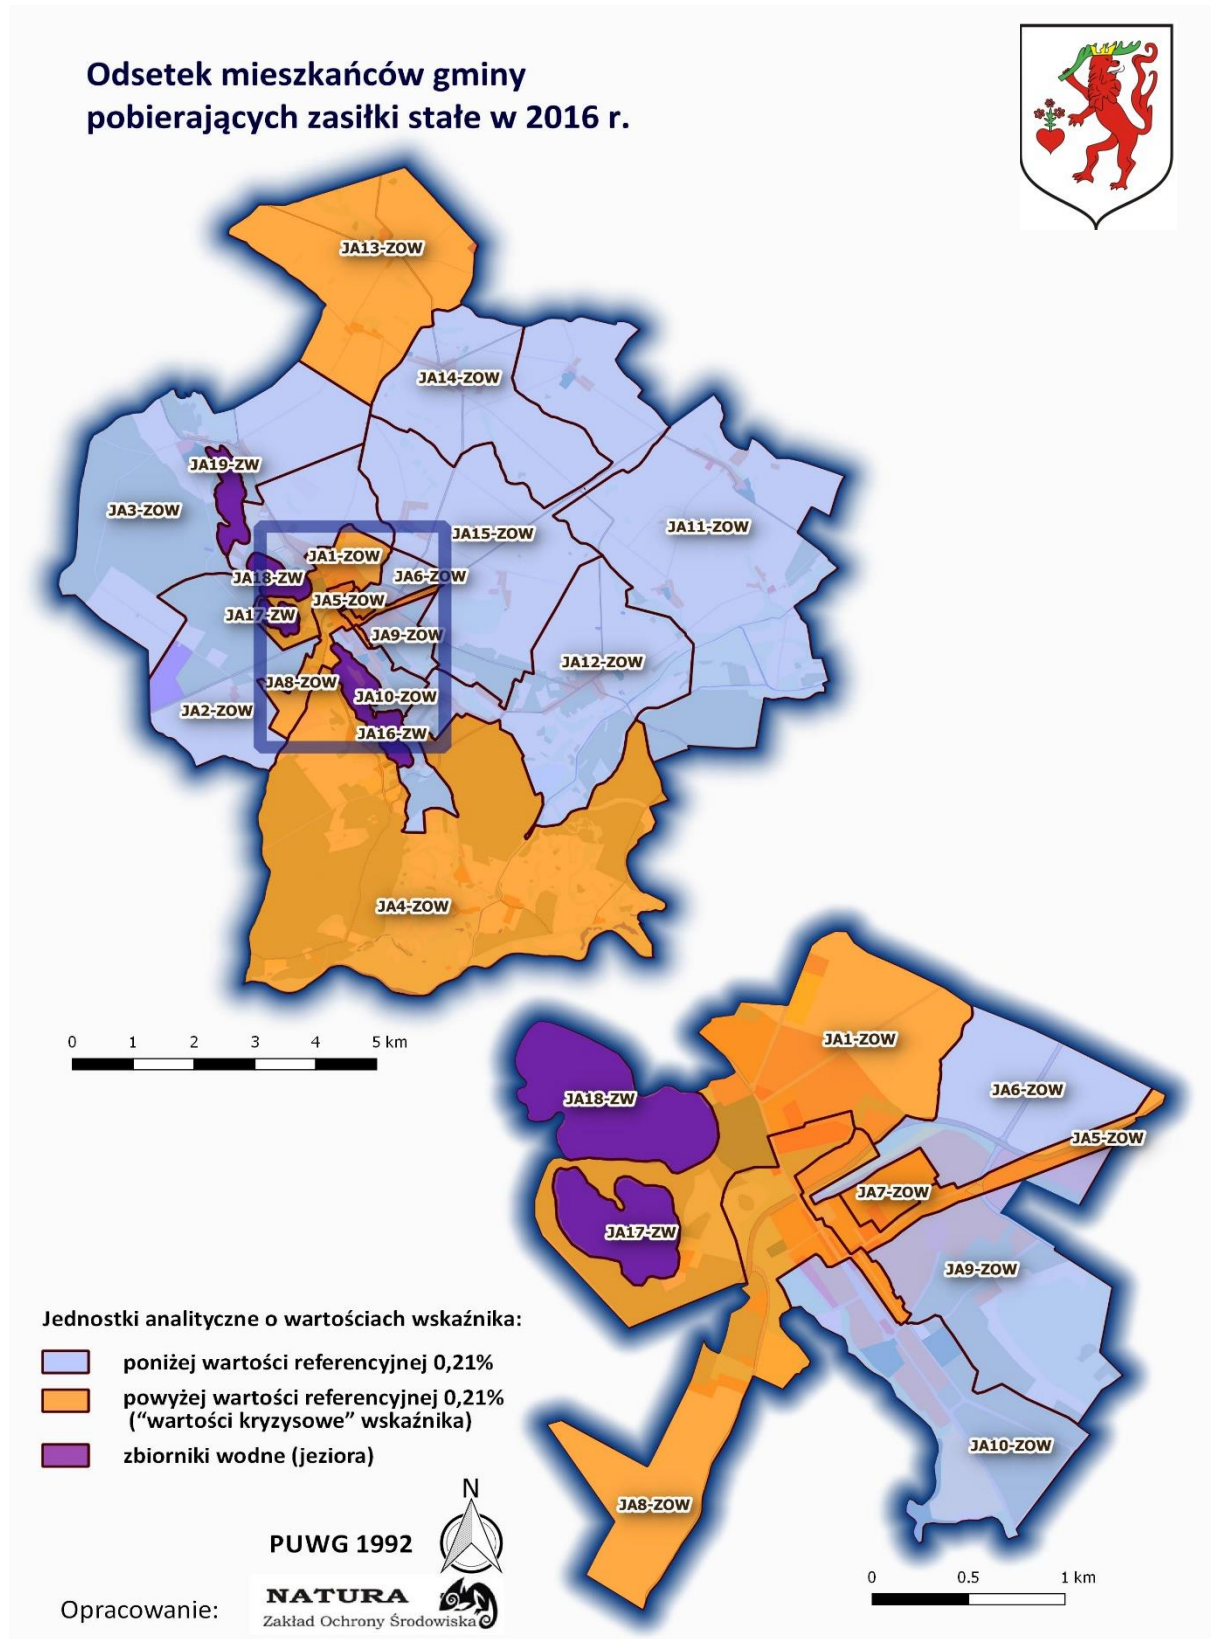 Odsetek mieszkańców gminy
pobierających zasiłki stałe w 2016 r.
JA13-ZOW
JA14-ZOW
JA19-ZW
JA3-ZOW
JA11-ZOW
JA15-ZOW
JA1-ZOW
JA18-ZW
JA6-ZOW
JA5-ZOW
JA17-ZW
JA9-ZOW
JA12-ZOW
JA8-ZOW
JA10-ZOW
JA2-ZOW
JA16-ZW
JA4-ZOW
0 1 2 3 4 5 km
JA1-ZOW
JA6-ZOW
JA18-ZW
JA5-ZOW
JA7-ZOW
JA17-ZW
JA9-ZOW
JA10-ZOW
JA8-ZOW
Jednostki analityczne o wartościach wskaźnika:
poniżej wartości referencyjnej 0,21%
powyżej wartości referencyjnej 0,21%
(“wartości kryzysowe” wskaźnika)
zbiorniki wodne (jeziora)
N
PUWG 1992
0 0.5 1 km
Opracowanie:
NATURA
Zakład Ochrony Środowiska